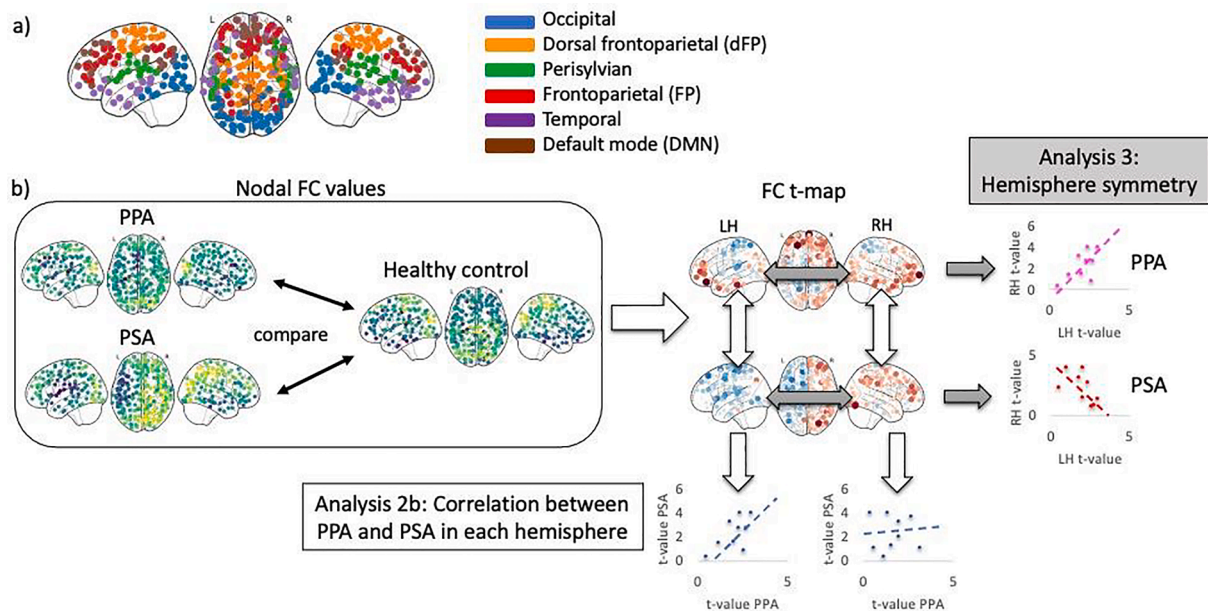 a)
L R
Occipital
Dorsal frontoparietal (dFP)
Perisylvian
Frontoparietal (FP)
Temporal
Default mode (DMN)
b)
Nodal FC values
PPA
L R
Healthy control
L R
compare
PSA
L R
FC t-map
LH
L R
RH
Analysis 3:
Hemisphere symmetry
RH t-value
6
4
2
0
0 5
LH t-value
PPA
RH t-value
5
0
0 5
LH t-value
PSA
Analysis 2b: Correlation between
PPA and PSA in each hemisphere
t-value PSA
6
4
2
0
0 5
t-value PPA
t-value PSA
6
4
2
0
0 5
t-value PPA